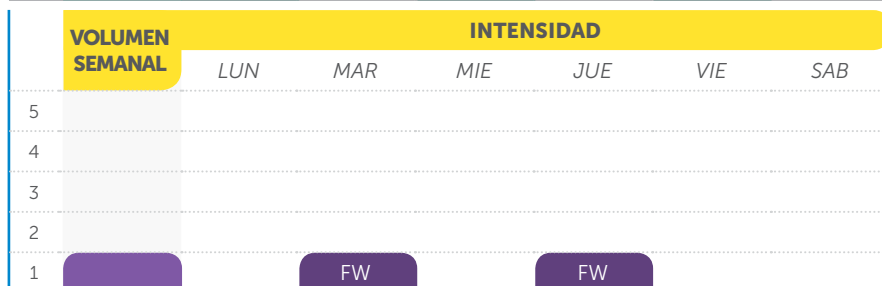 VOLUMEN
SEMANAL
INTENSIDAD
LUN MAR MIE JUE VIE SAB
5
4
3
2
1 FW FW